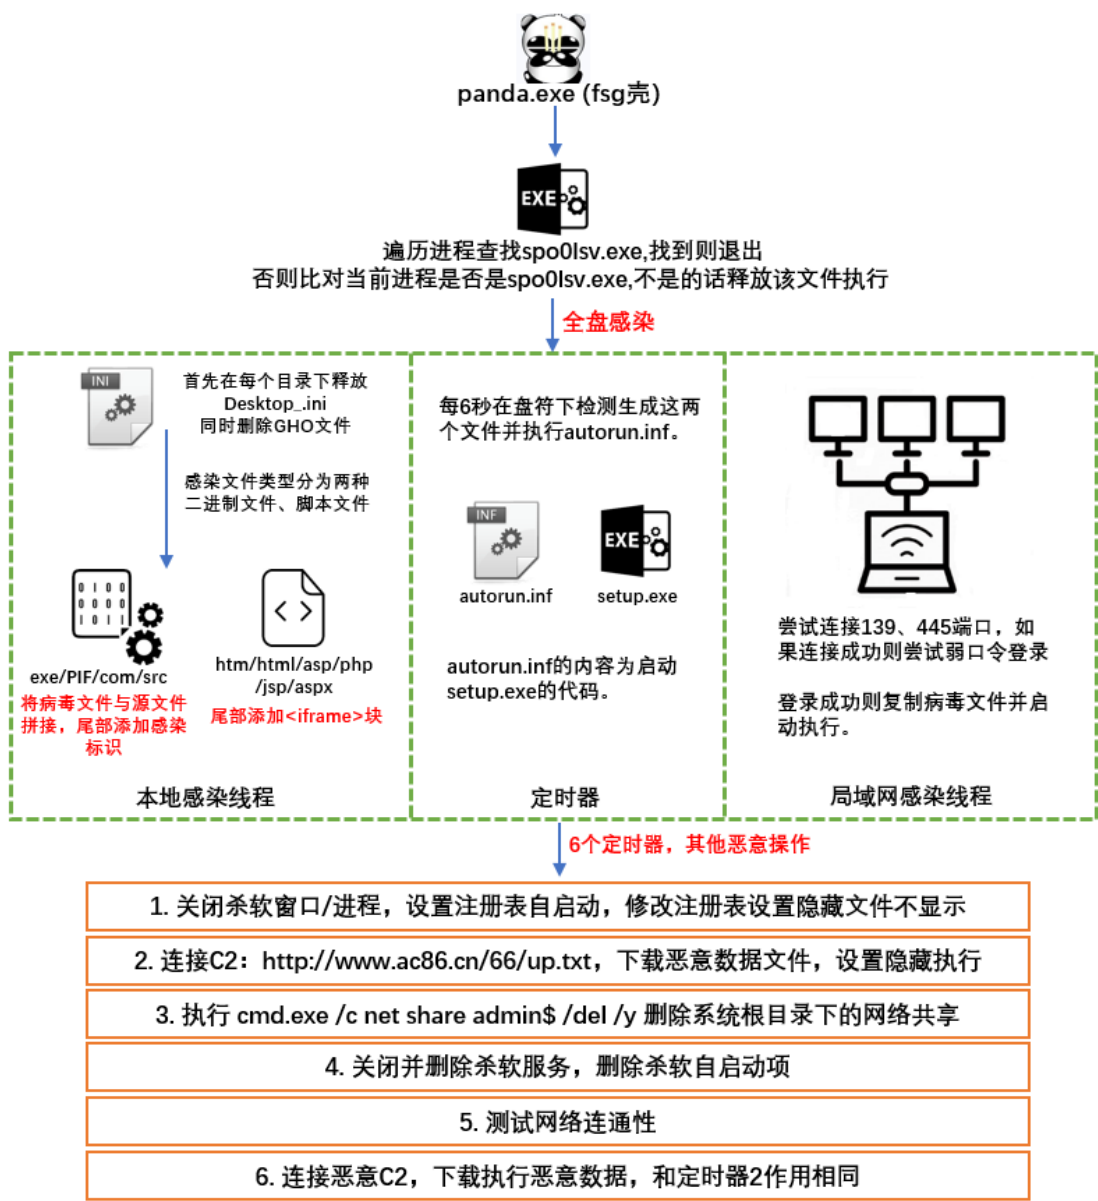 panda.exe (fsg壳)
EXE
遍历进程查找spo0lsv.exe,找到则退出
否则比对当前进程是否是spo0lsv.exe,不是的话释放该文件执行
全盘感染
INI
首先在每个目录下释放
Desktop_.ini
同时删除GHO文件
感染文件类型分为两种
二进制文件、脚本文件
0 1 0 0
0 0 0 0
1 0 1 1
exe/PIF/com/src
将病毒文件与源文件
拼接，尾部添加感染
标识
htm/html/asp/php
/jsp/aspx
尾部添加<iframe>块
本地感染线程
每6秒在盘符下检测生成这两
个文件并执行autorun.inf。
INF
autorun.inf
EXE
setup.exe
autorun.inf的内容为启动
setup.exe的代码。
定时器
尝试连接139、445端口，如
果连接成功则尝试弱口令登录
登录成功则复制病毒文件并启
动执行。
局域网感染线程
6个定时器，其他恶意操作
1. 关闭杀软窗口/进程，设置注册表自启动，修改注册表设置隐藏文件不显示
2. 连接C2：http://www.ac86.cn/66/up.txt，下载恶意数据文件，设置隐藏执行
3. 执行 cmd.exe /c net share admin$ /del /y 删除系统根目录下的网络共享
4. 关闭并删除杀软服务，删除杀软自启动项
5. 测试网络连通性
6. 连接恶意C2，下载执行恶意数据，和定时器2作用相同